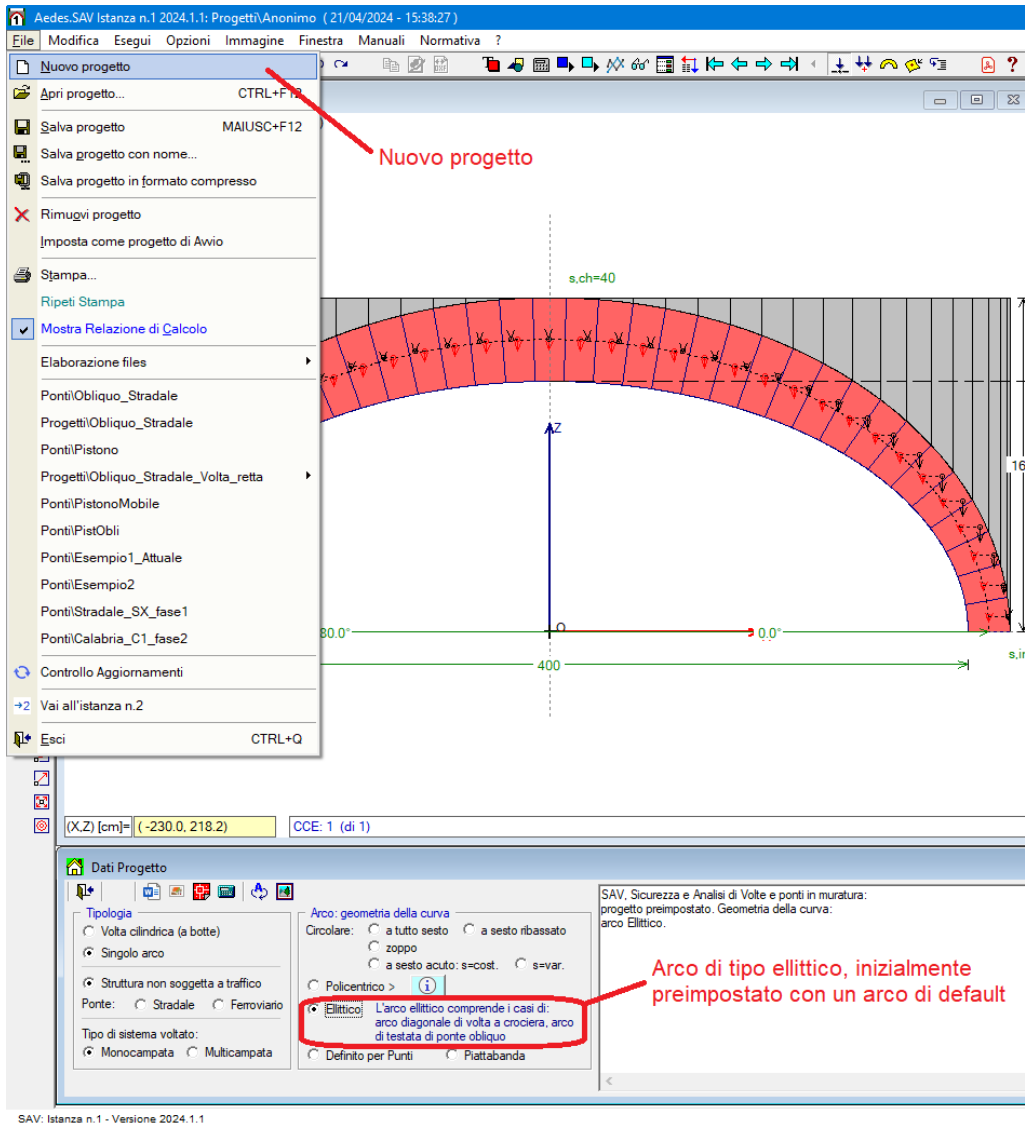 Aedes.SAV Istanza n.1 2024.1.1: Progetti\Anonimo ( 21/04/2024 - 15:38:27 )
File Modifica Esegui Opzioni Immagine Finestra Manuali Normativa ?
Nuovo progetto
Apri progetto... CTRL+F12
Salva progetto MAIUSC+F12
Salva progetto con nome...
Salva progetto in formato compresso
Rimuovi progetto
Imposta come progetto di Avvio
Stampa...
Ripeti Stampa
Mostra Relazione di Calcolo
Elaborazione files
Ponti\Obliquo_Stradale
Progetti\Obliquo_Stradale
Ponti\Pistono
Progetti\Obliquo_Stradale_Volta_retta
Ponti\PistonoMobile
Ponti\PistObli
Ponti\Esempio1_Attuale
Ponti\Esempio2
Ponti\Stradale_SX_fase1
Ponti\Calabria_C1_fase2
Controllo Aggiornamenti
→2 Vai all'istanza n.2
Esci CTRL+Q
Nuovo progetto
s,ch=40
Z
16
80.0°
O
0.0°
400
s,in
(X,Z) [cm]= ( -230.0, 218.2) CCE: 1 (di 1)
Dati Progetto
Tipologia
Volta cilindrica (a botte)
Singolo arco
Struttura non soggetta a traffico
Ponte: Stradale Ferroviario
Tipo di sistema voltato:
Monocampata Multicampata
Arco: geometria della curva
Circolare: a tutto sesto a sesto ribassato
zoppo
a sesto acuto: s=cost. s=var.
Policentrico >
Ellittico L'arco ellittico comprende i casi di:
arco diagonale di volta a crociera, arco
di testata di ponte obliquo
Definito per Punti Piattabanda
SAV, Sicurezza e Analisi di Volte e ponti in muratura:
progetto preimpostato. Geometria della curva:
arco Ellittico.
Arco di tipo ellittico, inizialmente
preimpostato con un arco di default
SAV: Istanza n.1 - Versione 2024.1.1